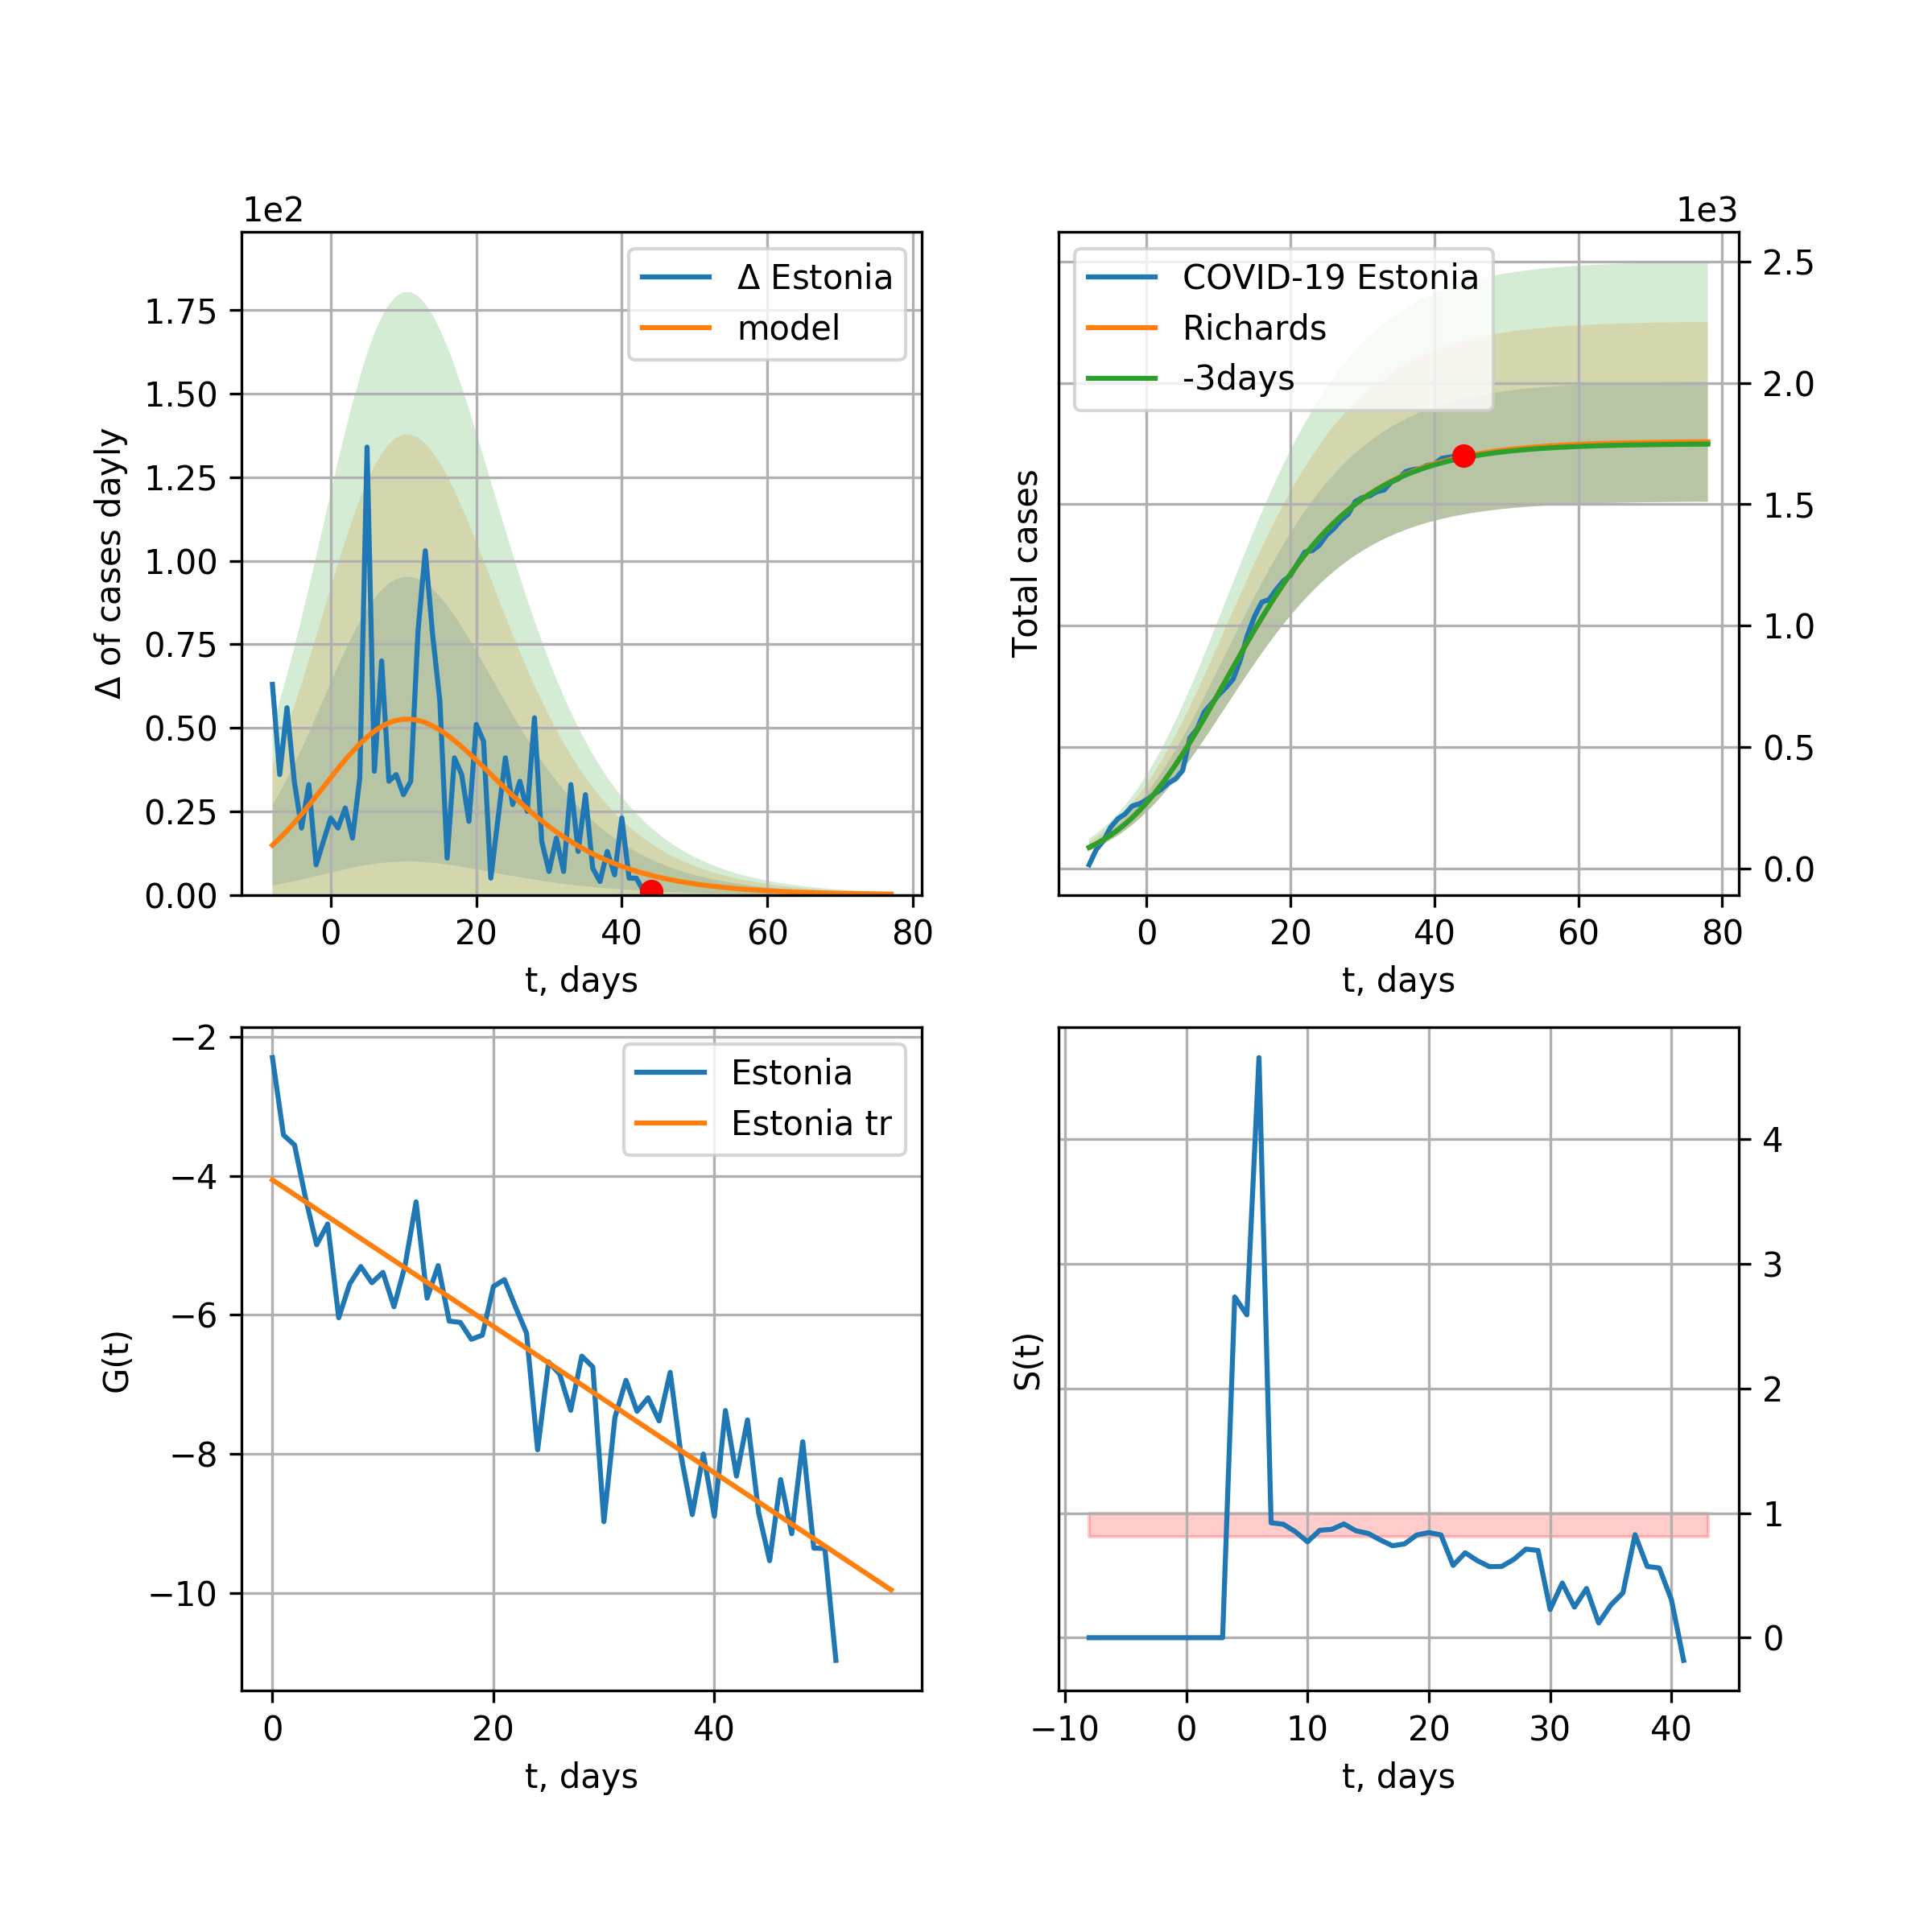 1e2
Δ Estonia
model
1.75
1.50
1.25
1.00
0.75
0.50
0.25
0.00
Δ of cases dayly
0 20 40 60 80
t, days
1e3
COVID-19 Estonia
Richards
-3days
2.5
2.0
1.5
1.0
0.5
0.0
Total cases
0 20 40 60 80
t, days
Estonia
Estonia tr
−2
−4
−6
−8
−10
G(t)
0 20 40
t, days
4
3
2
1
0
S(t)
−10 0 10 20 30 40
t, days